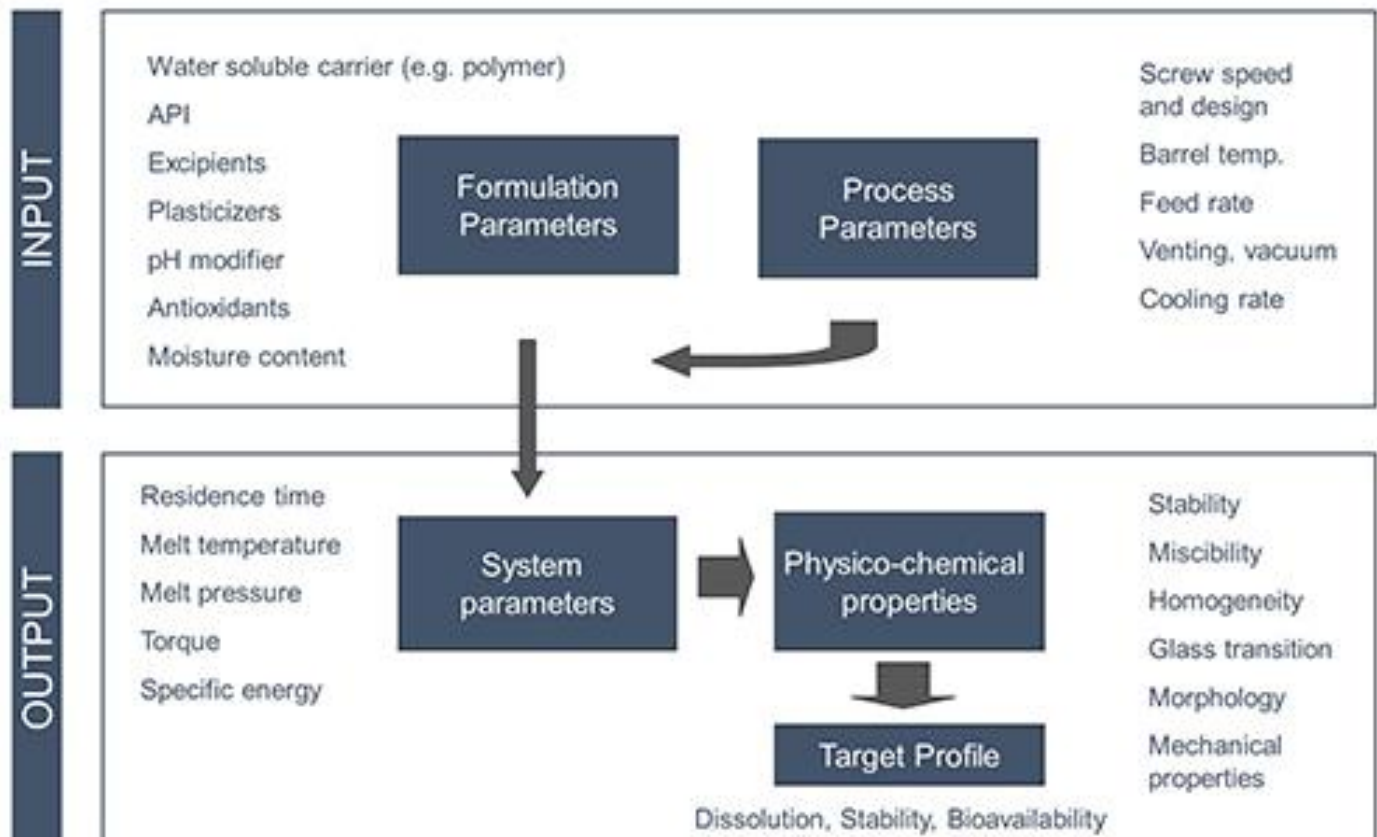 INPUT
Water soluble carrier (e.g. polymer)
API
Excipients
Plasticizers
pH modifier
Antioxidants
Moisture content
Formulation
Parameters
Process
Parameters
Screw speed
and design
Barrel temp.
Feed rate
Venting, vacuum
Cooling rate
OUTPUT
Residence time
Melt temperature
Melt pressure
Torque
Specific energy
System
parameters
Physico-chemical
properties
Target Profile
Dissolution, Stability, Bioavailability
Stability
Miscibility
Homogeneity
Glass transition
Morphology
Mechanical
properties